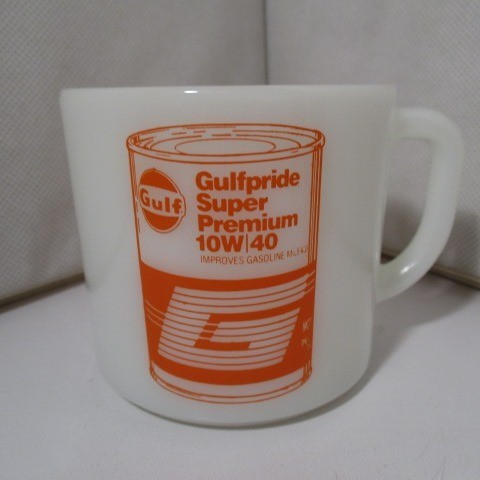 Gulf
Gulfpride
Super
Premium
10W|40
IMPROVES GASOLINE
G